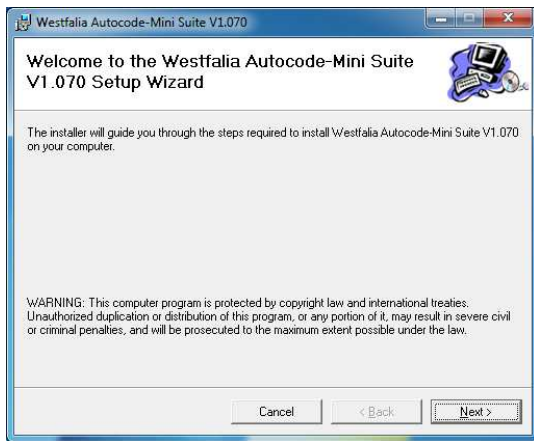 Westfalia Autocode-Mini Suite V1.070
Welcome to the Westfalia Autocode-Mini Suite
V1.070 Setup Wizard
The installer will guide you through the steps required to install Westfalia Autocode-Mini Suite V1.070
on your computer.
WARNING: This computer program is protected by copyright law and international treaties.
Unauthorized duplication or distribution of this program, or any portion of it, may result in severe civil
or criminal penalties, and will be prosecuted to the maximum extent possible under the law.
Cancel < Back Next >